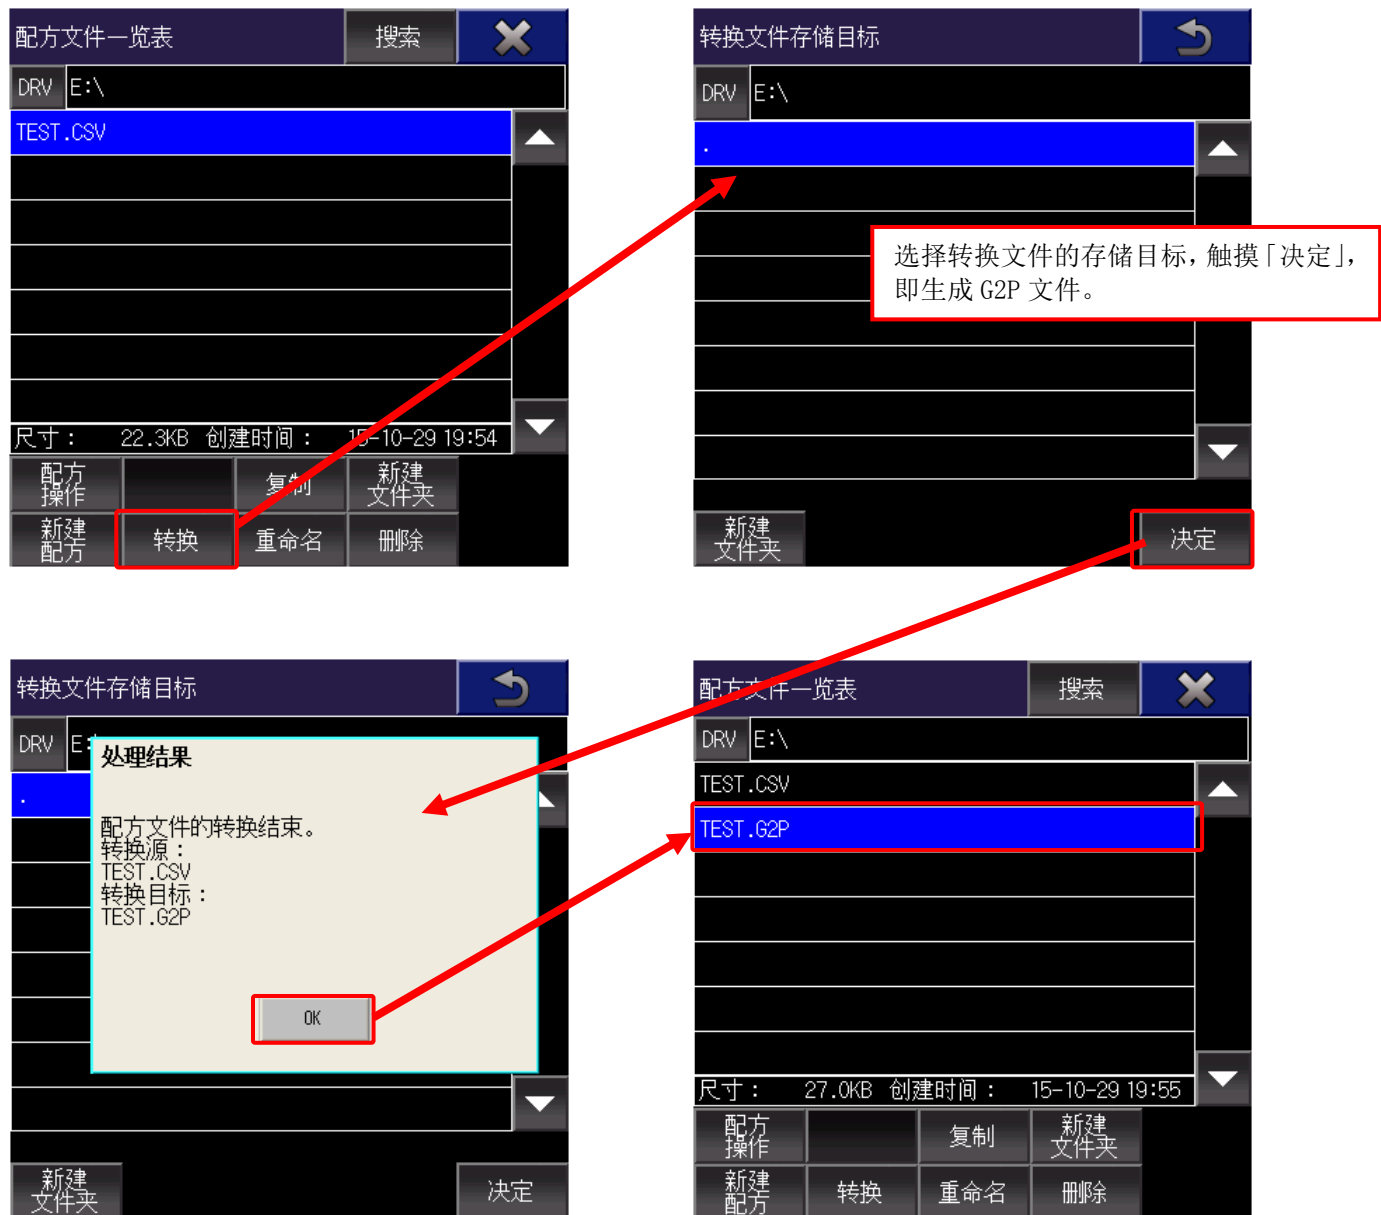 配方文件一览表
搜索
DRV E:\
TEST.CSV
尺寸： 22.3KB 创建时间： 15-10-29 19:54
配方
操作
复制
新建
文件夹
新建
配方
转换
重命名
删除
转换文件存储目标
DRV E:\
.
选择转换文件的存储目标，触摸「决定」，
即生成 G2P 文件。
新建
文件夹
决定
转换文件存储目标
DRV E:
.
处理结果
配方文件的转换结束。
转换源：
TEST.CSV
转换目标：
TEST.G2P
OK
新建
文件夹
决定
配方文件一览表
搜索
DRV E:\
TEST.CSV
TEST.G2P
尺寸： 27.0KB 创建时间： 15-10-29 19:55
配方
操作
复制
新建
文件夹
新建
配方
转换
重命名
删除